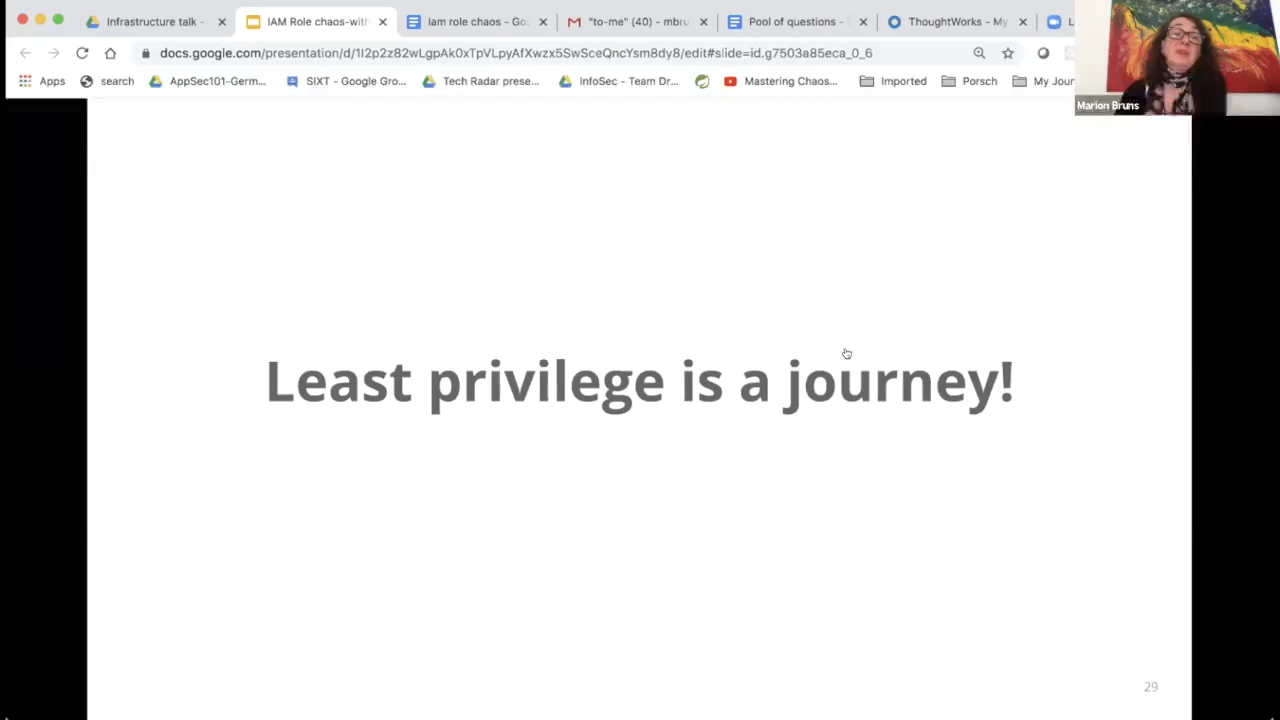 Infrastructure talk -
IAM Role chaos-with
Iam role chaos - Go
"to-me" (40) - mbru
Pool of questions -
ThoughtWorks - My
docs.google.com/presentation/d/1I2p2z82wLgpAk0xTpVLpyAfXwzx5SwSceQncYsm8dy8/edit#slide=id.g7503a85eca_0_6
Apps
search
AppSec101-Germ...
SIXT - Google Gro...
Tech Radar prese...
InfoSec - Team Dr...
Mastering Chaos...
Imported
Porsch
My Jour
Marion Bruns
Least privilege is a journey!
29